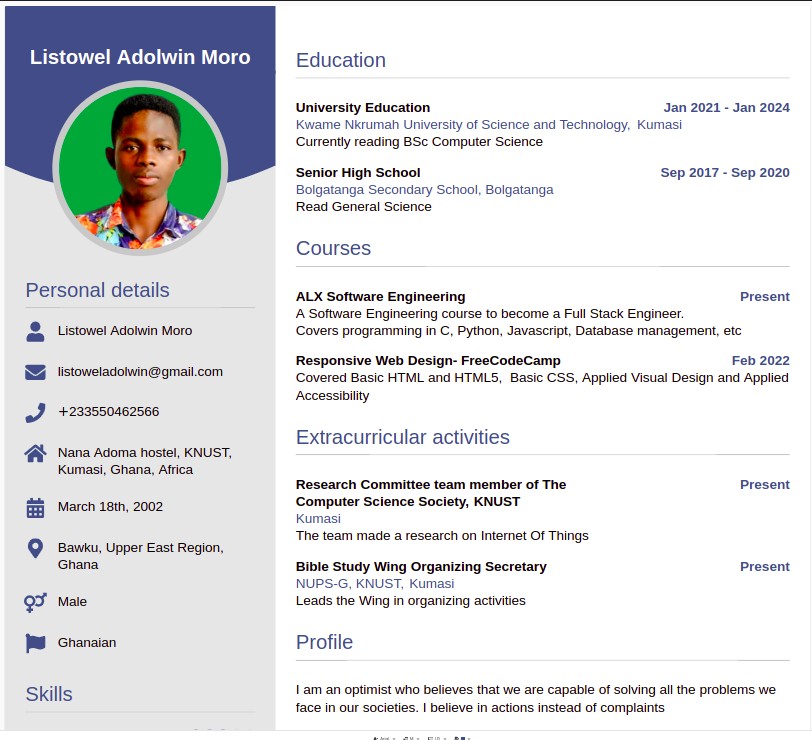 Listowel Adolwin Moro
Personal details
Listowel Adolwin Moro
listoweladolwin@gmail.com
+233550462566
Nana Adoma hostel, KNUST,
Kumasi, Ghana, Africa
March 18th, 2002
Bawku, Upper East Region,
Ghana
Male
Ghanaian
Skills
Education
University Education Jan 2021 - Jan 2024
Kwame Nkrumah University of Science and Technology, Kumasi
Currently reading BSc Computer Science
Senior High School Sep 2017 - Sep 2020
Bolgatanga Secondary School, Bolgatanga
Read General Science
Courses
ALX Software Engineering Present
A Software Engineering course to become a Full Stack Engineer.
Covers programming in C, Python, Javascript, Database management, etc
Responsive Web Design- FreeCodeCamp Feb 2022
Covered Basic HTML and HTML5, Basic CSS, Applied Visual Design and Applied
Accessibility
Extracurricular activities
Research Committee team member of The Present
Computer Science Society, KNUST
Kumasi
The team made a research on Internet Of Things
Bible Study Wing Organizing Secretary Present
NUPS-G, KNUST, Kumasi
Leads the Wing in organizing activities
Profile
I am an optimist who believes that we are capable of solving all the problems we
face in our societies. I believe in actions instead of complaints